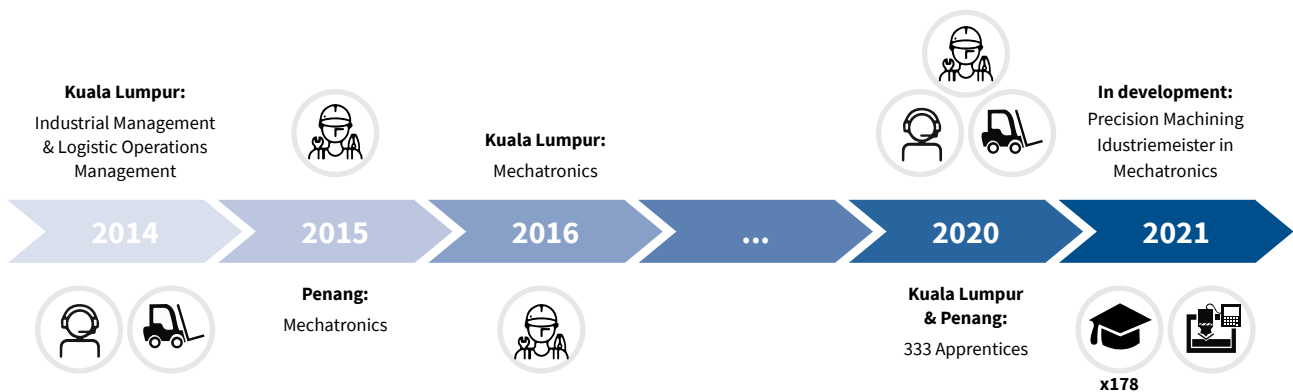 Kuala Lumpur:
Industrial Management
& Logistic Operations
Management
Kuala Lumpur:
Mechatronics
In development:
Precision Machining
Idustriemeister in
Mechatronics
2014
2015
2016
...
2020
2021
Penang:
Mechatronics
Kuala Lumpur
& Penang:
333 Apprentices
x178